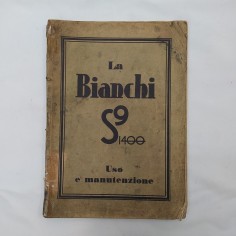 La
Bianchi
S9
1400
Uso
e' manutenzione